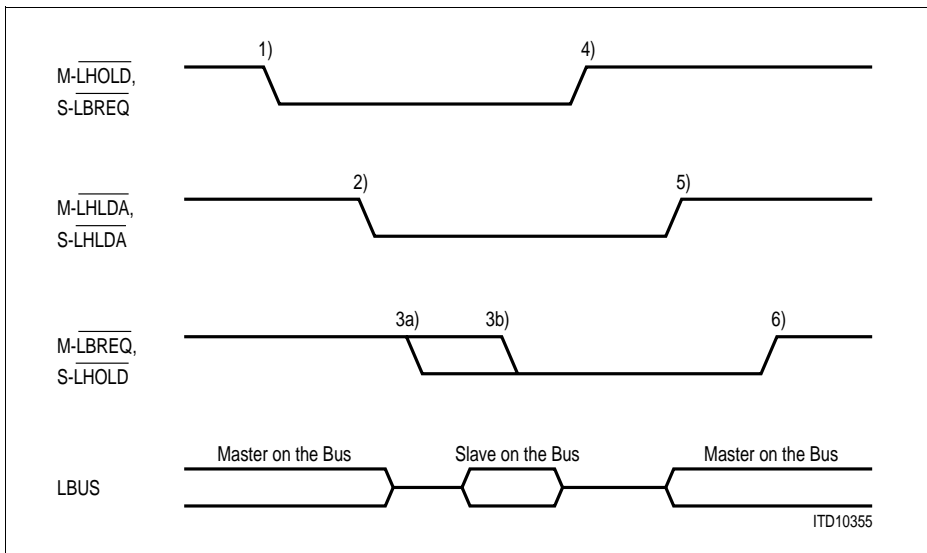 1) 4)
M-LHOLD,
S-LBREQ
2) 5)
M-LHLDA,
S-LHLDA
3a) 3b) 6)
M-LBREQ,
S-LHOLD
Master on the Bus Slave on the Bus Master on the Bus
LBUS
ITD10355